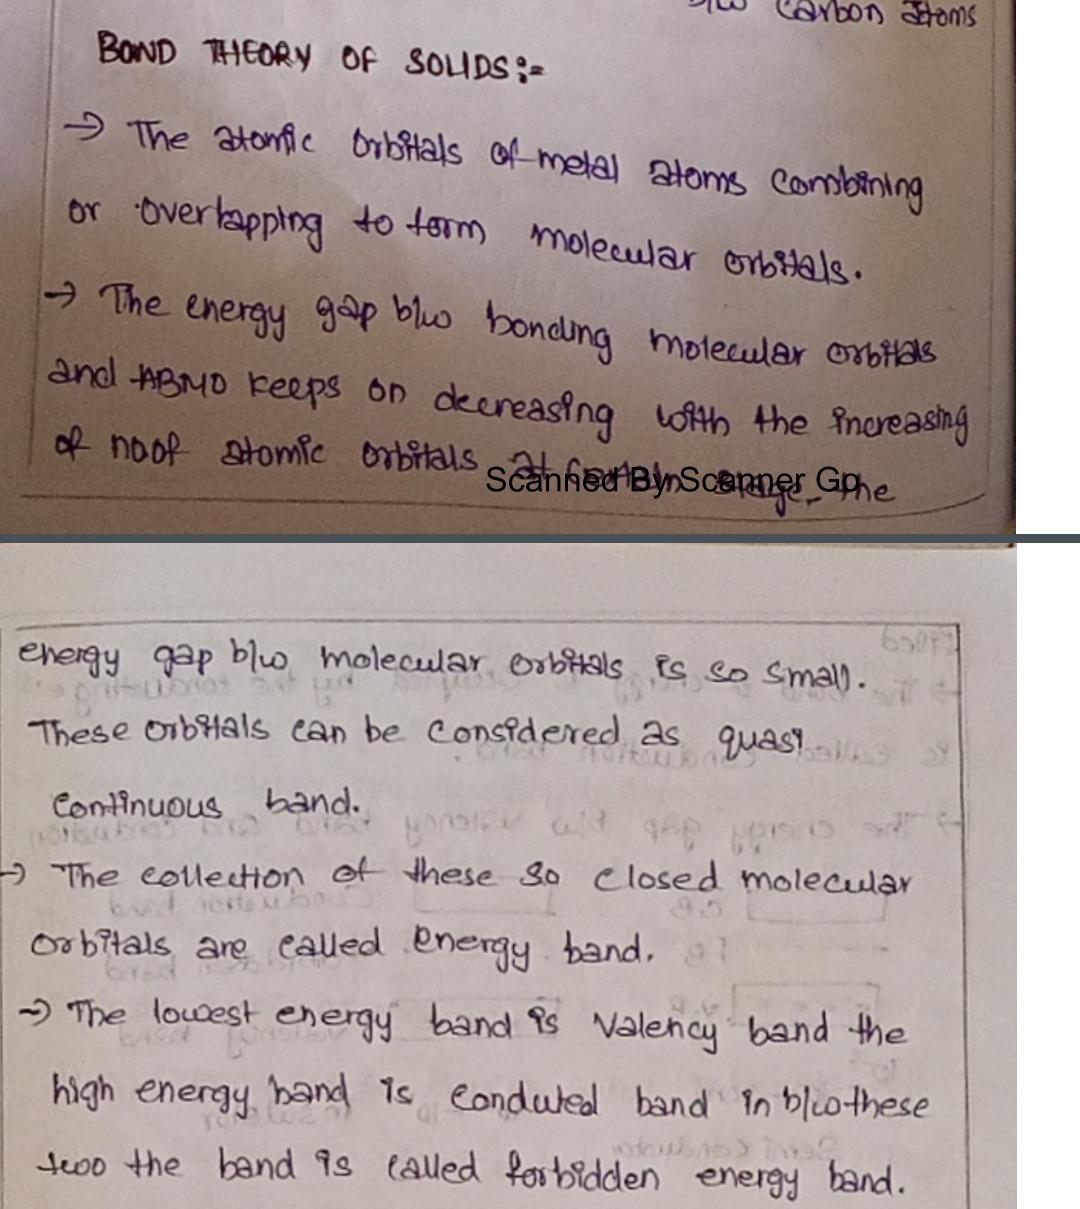 b/w Carbon atoms
BOND THEORY OF SOLIDS:-
→ The atomic orbitals of metal atoms combining
or overlapping to form molecular orbitals.
→ The energy gap b/w bonding molecular orbitals
and ABMO keeps on decreasing with the increasing
of no of atomic orbitals at certain stage, the
Scanned By Scanner Go
energy gap b/w molecular orbitals is so small.
These orbitals can be considered as quasi
continuous band.
→ The collection of these so closed molecular
orbitals are called energy band.
→ The lowest energy band is valency band the
high energy band is conduted band in b/w these
two the band is called forbidden energy band.